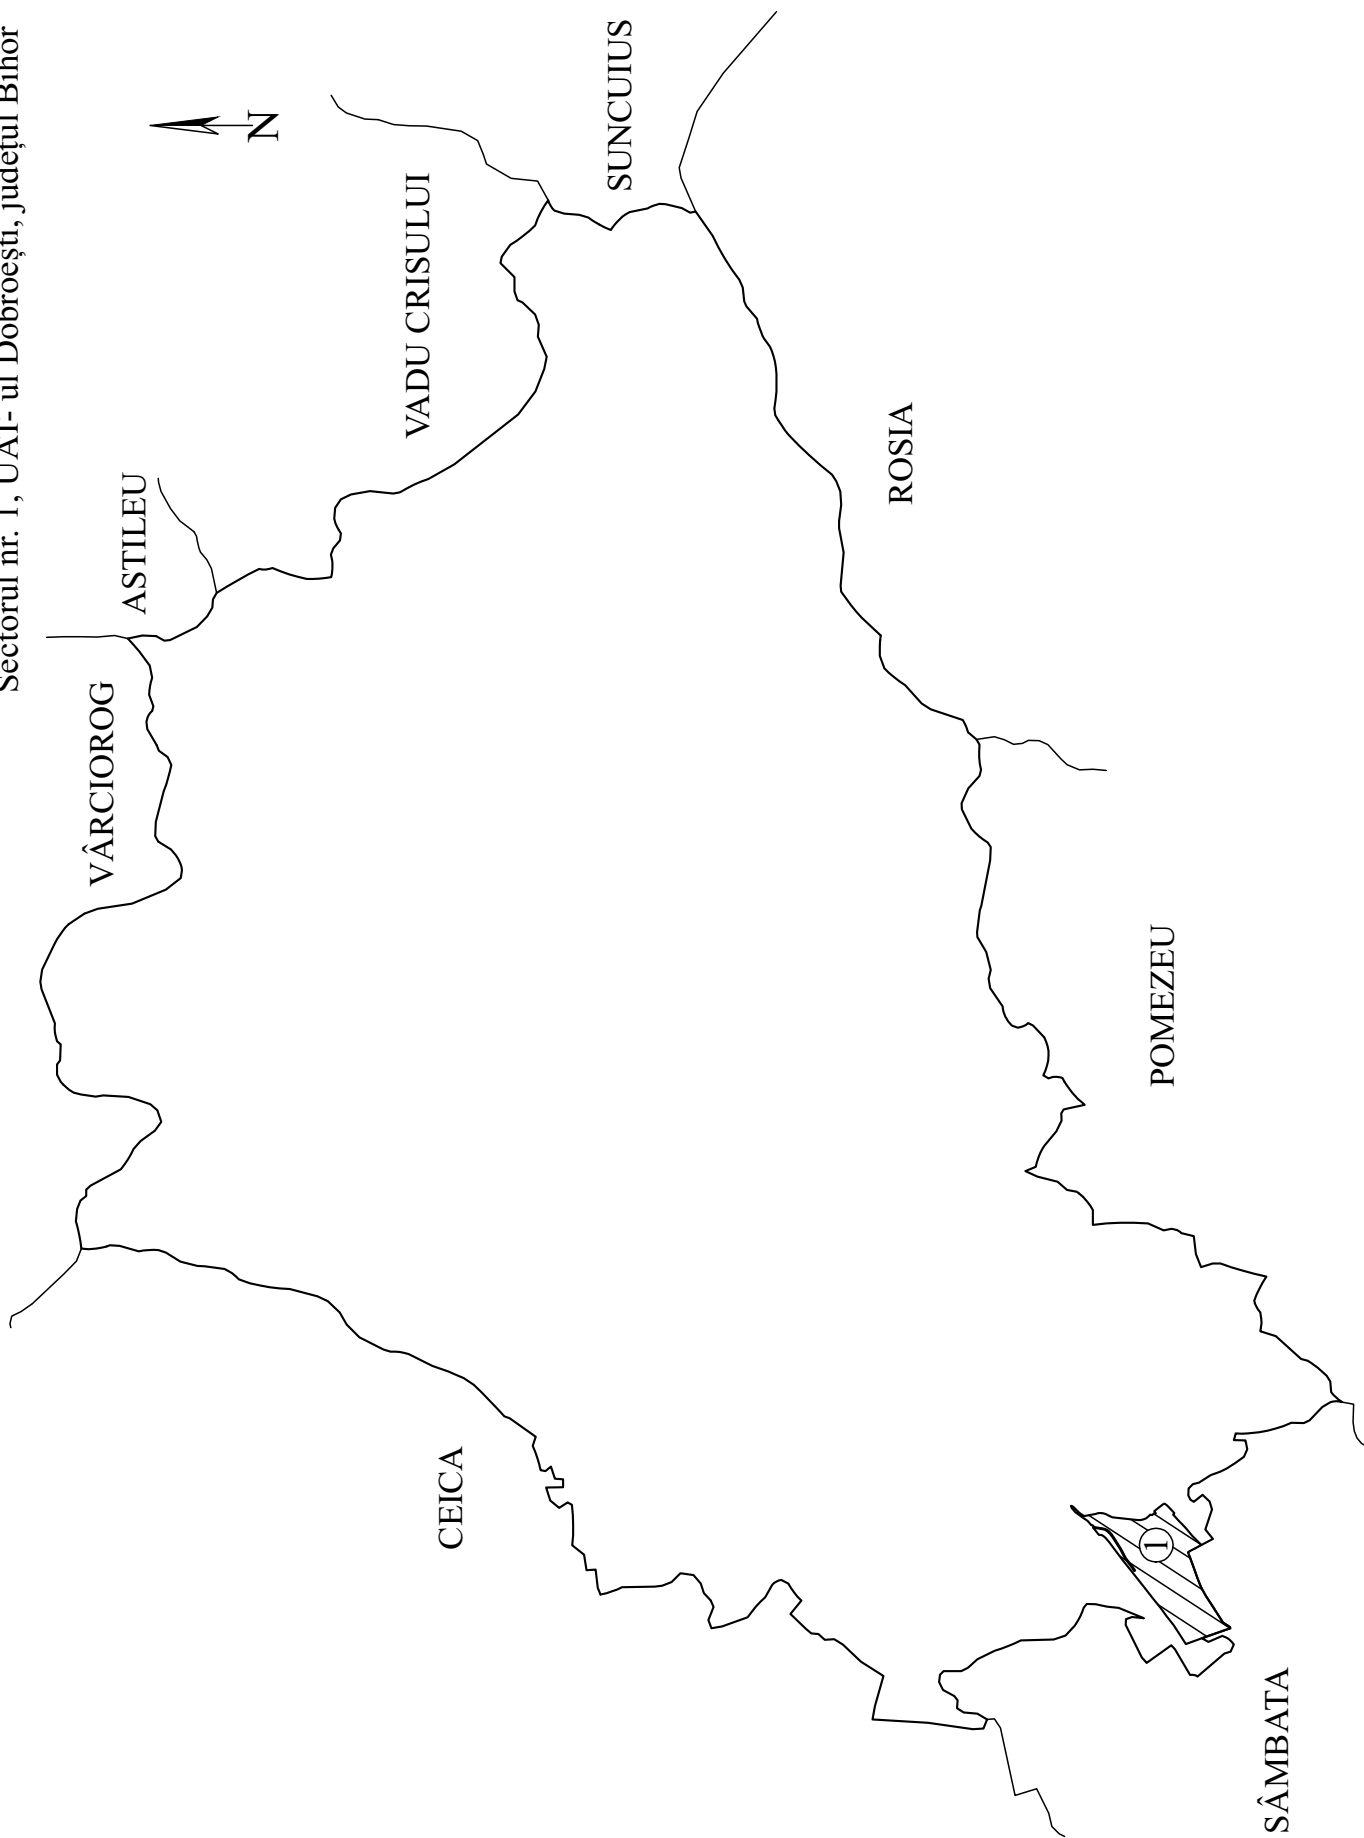 Sectorul nr. 1, UAT- ul Dobroești, județul Bihor
N
ASTILEU
VÂRCIOROG
VADU CRISULUI
SUNCUIUS
CEICA
ROSIA
POMEZEU
1
SÂMBATA